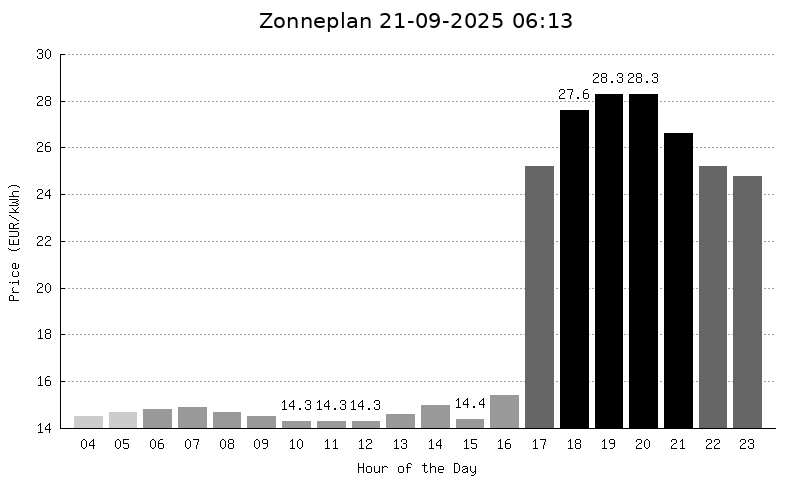 Zonneplan 21-09-2025 06:13
30
28
26
24
22
20
18
16
14
Price (EUR/kWh)
14.3 14.3 14.3 14.4 27.6 28.3 28.3
04 05 06 07 08 09 10 11 12 13 14 15 16 17 18 19 20 21 22 23
Hour of the Day